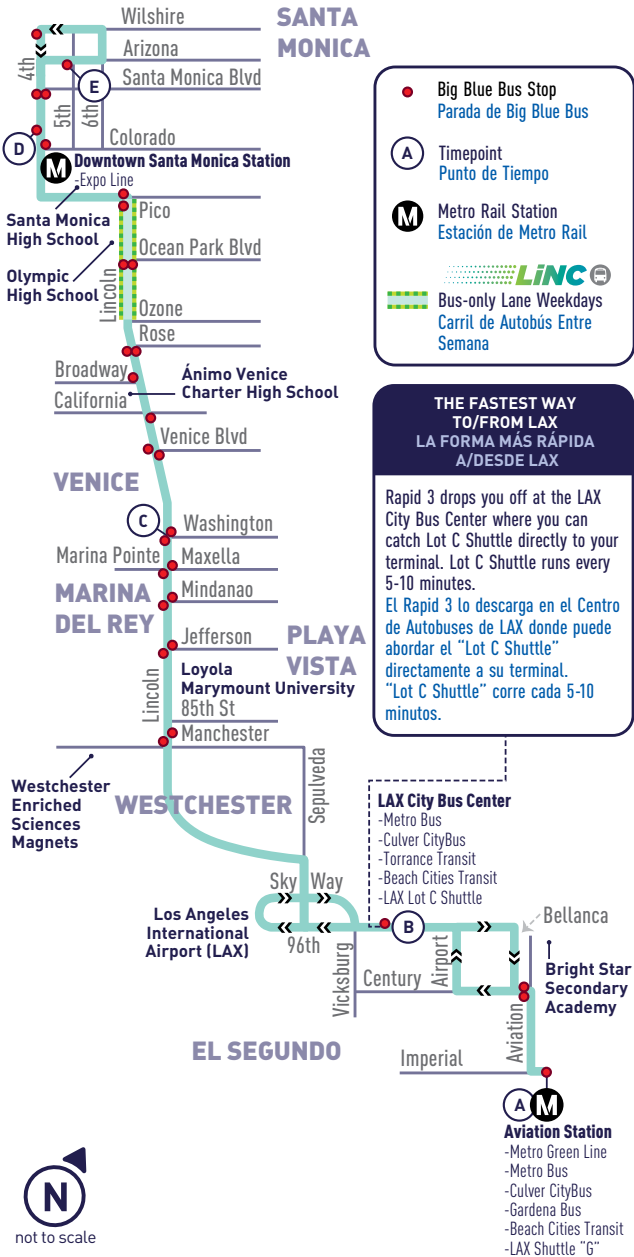 SANTA
MONICA
Wilshire
Arizona
Santa Monica Blvd
4th
5th
6th
E
Colorado
D
M
Downtown Santa Monica Station
-Expo Line
Santa Monica
High School
Pico
Olympic
High School
Ocean Park Blvd
Lincoln
Ozone
Rose
Broadway
Ánimo Venice
Charter High School
California
Venice Blvd
VENICE
C
Washington
Marina Pointe
Maxella
MARINA
DEL REY
Mindanao
Jefferson
PLAYA
VISTA
Loyola
Marymount University
Lincoln
85th St
Manchester
Westchester
Enriched
Sciences
Magnets
WESTCHESTER
Sepulveda
LAX City Bus Center
-Metro Bus
-Culver CityBus
-Torrance Transit
-Beach Cities Transit
-LAX Lot C Shuttle
Sky Way
Los Angeles
International
Airport (LAX)
96th
B
Bellanca
Vicksburg
Century
Airport
Bright Star
Secondary
Academy
Aviation
EL SEGUNDO
Imperial
A
M
Aviation Station
-Metro Green Line
-Metro Bus
-Culver CityBus
-Gardena Bus
-Beach Cities Transit
-LAX Shuttle "G"
N
not to scale
Big Blue Bus Stop
Parada de Big Blue Bus
A
Timepoint
Punto de Tiempo
M
Metro Rail Station
Estación de Metro Rail
LiNC
Bus-only Lane Weekdays
Carril de Autobús Entre
Semana
THE FASTEST WAY
TO/FROM LAX
LA FORMA MÁS RÁPIDA
A/DESDE LAX
Rapid 3 drops you off at the LAX
City Bus Center where you can
catch Lot C Shuttle directly to your
terminal. Lot C Shuttle runs every
5-10 minutes.
El Rapid 3 lo descarga en el Centro
de Autobuses de LAX donde puede
abordar el “Lot C Shuttle”
directamente a su terminal.
“Lot C Shuttle” corre cada 5-10
minutos.